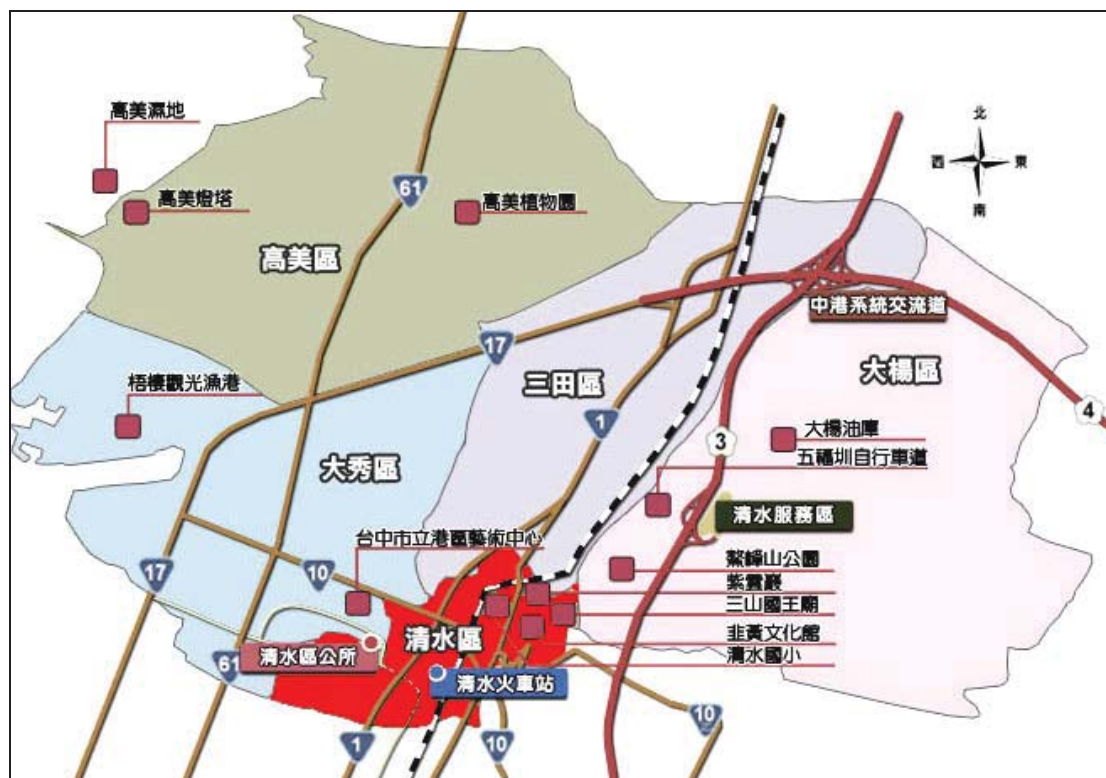 高美濕地
北
西 東
南
61
高美燈塔
高美植物園
高美區
中港系統交流道
17
三田區
大楊區
梧棲觀光漁港
1
4
3
大楊油庫
大秀區
五福圳自行車道
清水服務區
台中市立港區藝術中心
17
10
鰲峰山公園
紫雲巖
三山國王廟
清水區
韭黃文化館
清水區公所
清水國小
61
清水火車站
10
1
10